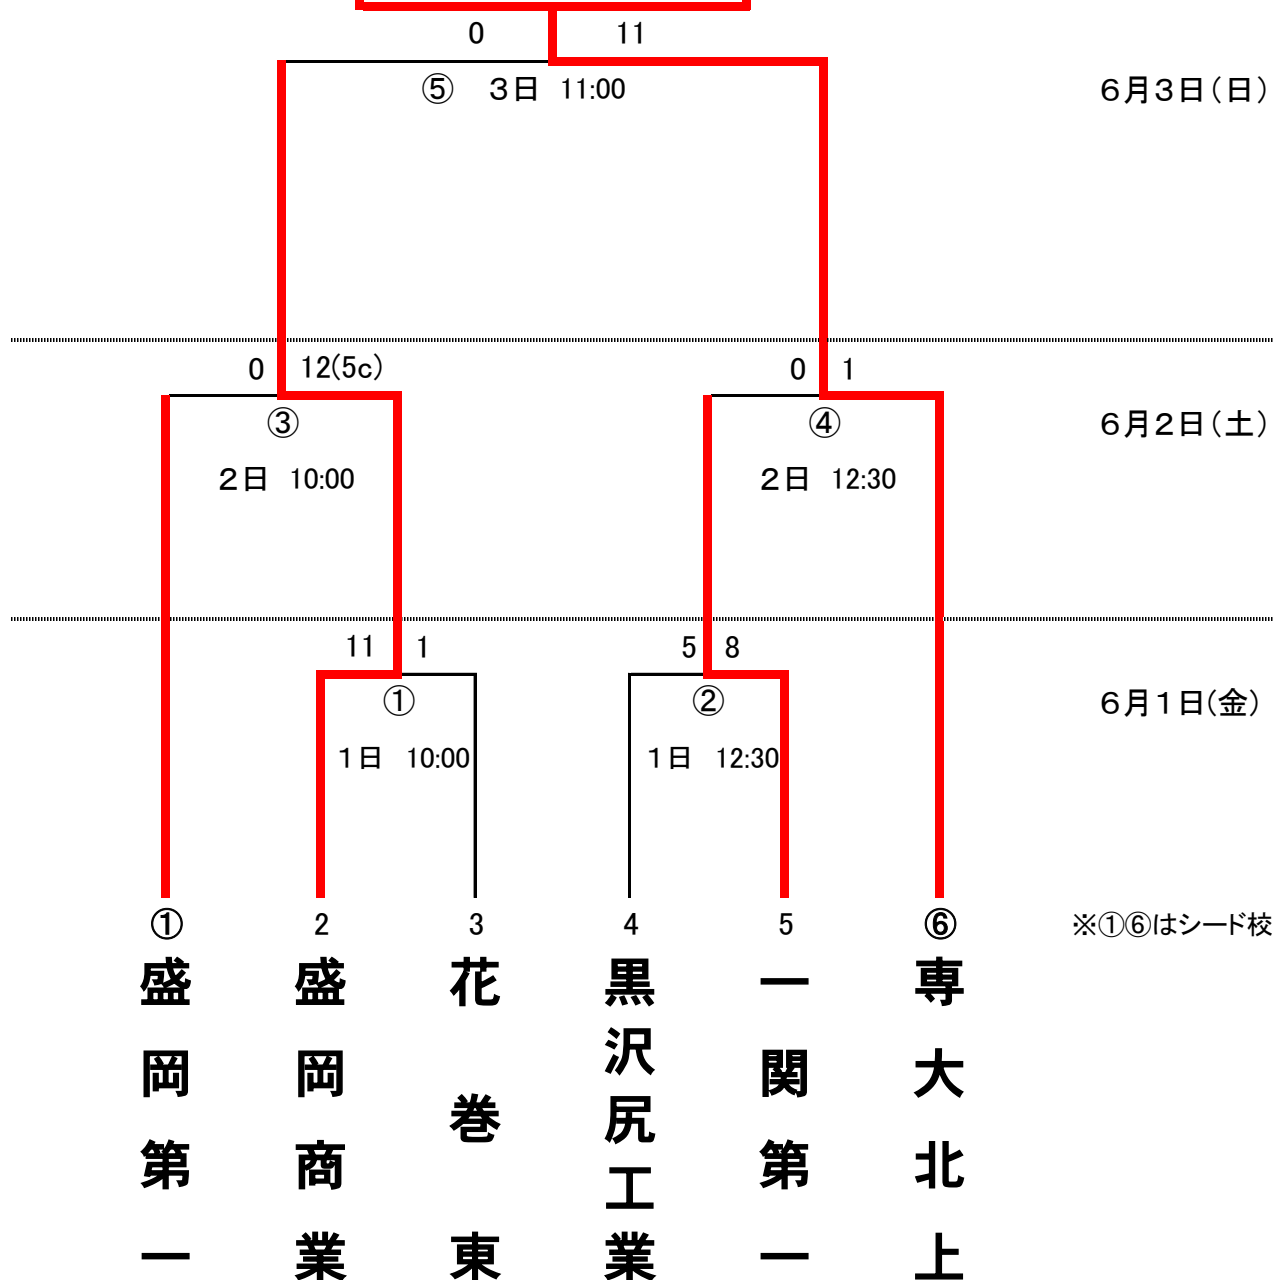 0 11
⑤ 3日 11:00 6月3日(日)
0 12(5c) 0 1
③ ④ 6月2日(土)
2日 10:00 2日 12:30
11 1 5 8
① ② 6月1日(金)
1日 10:00 1日 12:30
① 2 3 4 5 ⑥ ※①⑥はシード校
盛岡第一
盛岡商業
花巻東
黒沢尻工業
一関第一
専大北上